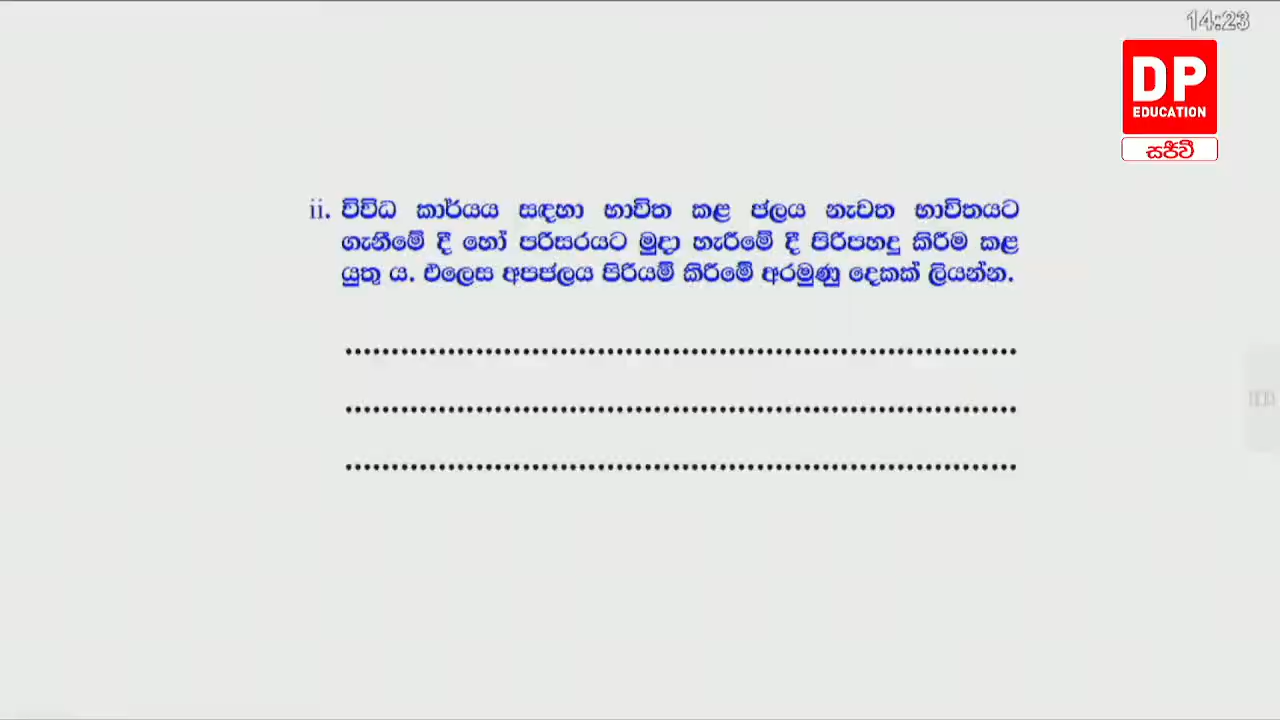 14:23
DP
EDUCATION
සජීවී
ii. විවිධ කාර්යය සඳහා භාවිත කළ ජලය නැවත භාවිතයට
ගැනීමේ දී හෝ පරිසරයට මුදා හැරීමේ දී පිරිපහදු කිරීම කළ
යුතු ය. එලෙස අපජලය පිරියම් කිරීමේ අරමුණු දෙකක් ලියන්න.